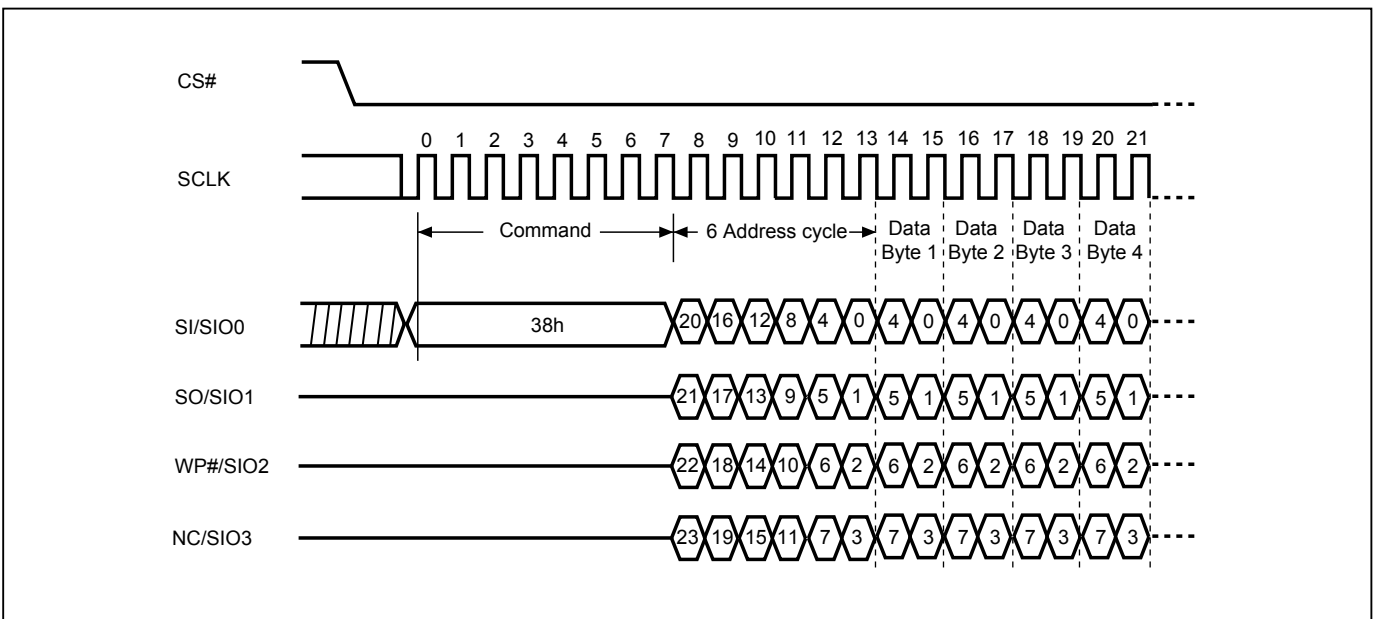 CS#
0 1 2 3 4 5 6 7 8 9 10 11 12 13 14 15 16 17 18 19 20 21
SCLK
Command 6 Address cycle Data Byte 1 Data Byte 2 Data Byte 3 Data Byte 4
SI/SIO0 38h 20 16 12 8 4 0 4 0 4 0 4 0 4 0
SO/SIO1 21 17 13 9 5 1 5 1 5 1 5 1 5 1
WP#/SIO2 22 18 14 10 6 2 6 2 6 2 6 2 6 2
NC/SIO3 23 19 15 11 7 3 7 3 7 3 7 3 7 3